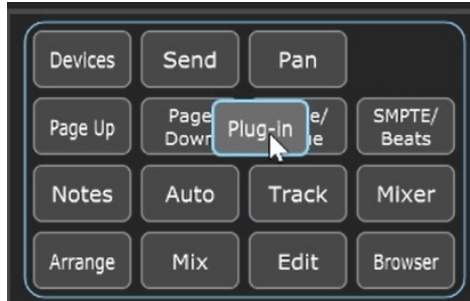 Devices
Send
Pan
Page Up
Page
Down
Plug-In
SMPTE/
Beats
Notes
Auto
Track
Mixer
Arrange
Mix
Edit
Browser